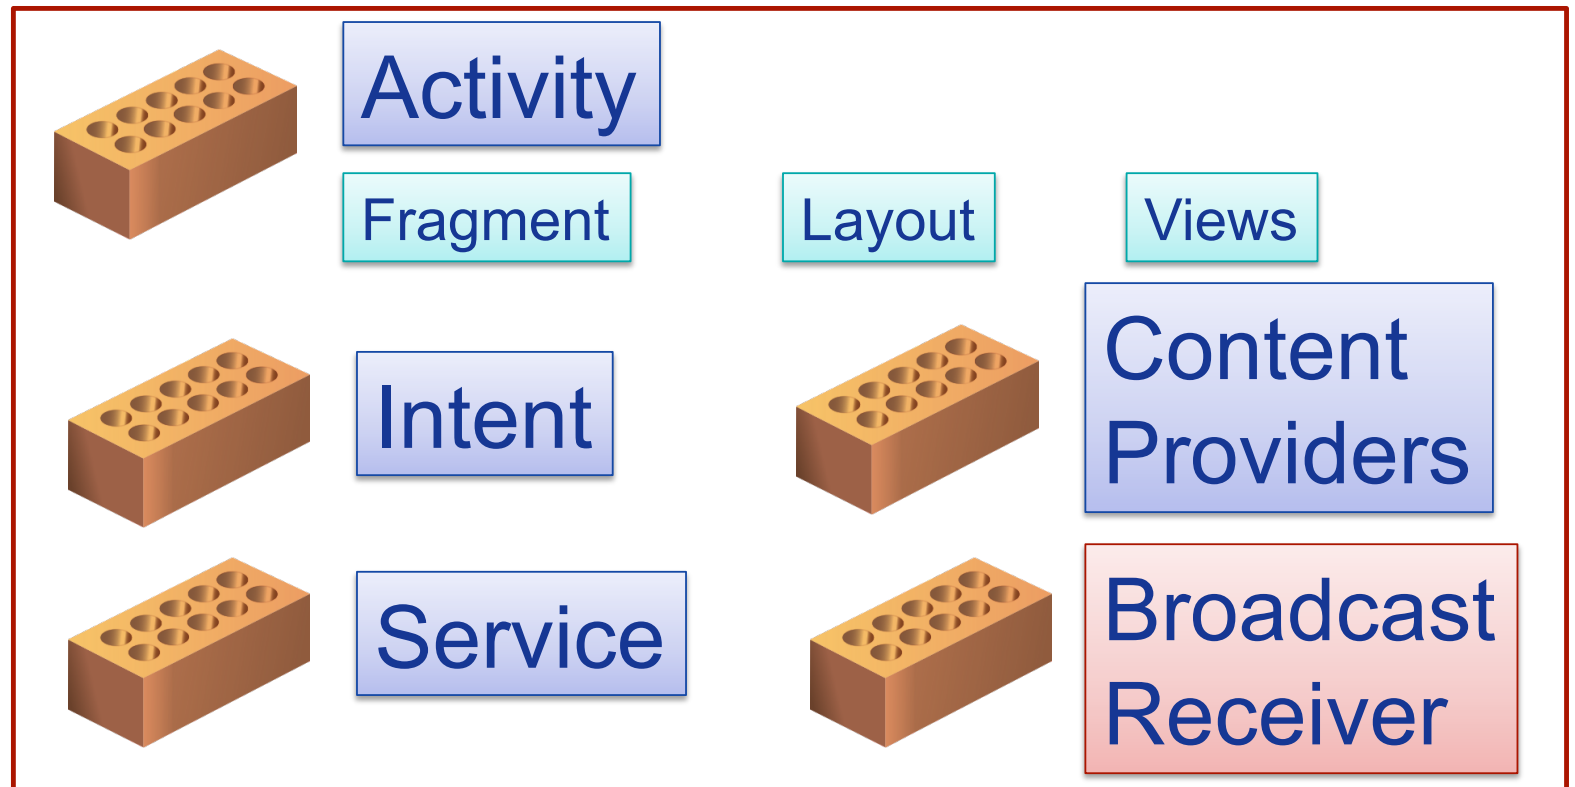 Activity
Fragment
Layout
Views
Intent
Content
Providers
Service
Broadcast
Receiver